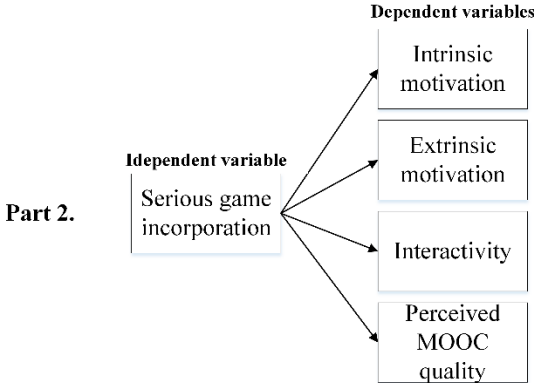 Dependent variables
Intrinsic
motivation
Extrinsic
motivation
Idependent variable
Serious game
incorporation
Part 2.
Interactivity
Perceived
MOOC
quality